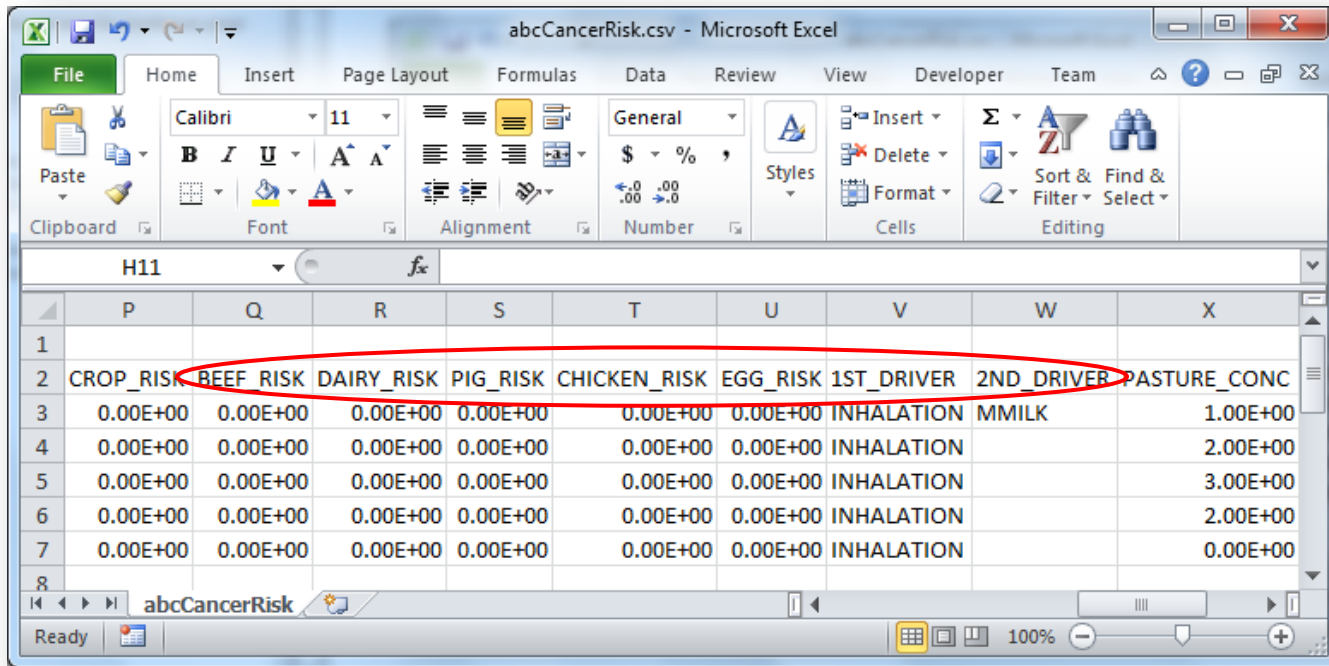 abcCancerRisk.csv - Microsoft Excel
File Home Insert Page Layout Formulas Data Review View Developer Team
Calibri 11 General Insert Σ
B I U A A $ % , Delete
Paste Styles Sort & Find &
A .0 .00 .00 .0 Format Filter Select
Clipboard Font Alignment Number Cells Editing
H11 fx
P Q R S T U V W X
1
2 CROP_RISK BEEF_RISK DAIRY_RISK PIG_RISK CHICKEN_RISK EGG_RISK 1ST_DRIVER 2ND_DRIVER PASTURE_CONC
3 0.00E+00 0.00E+00 0.00E+00 0.00E+00 0.00E+00 0.00E+00 INHALATION MMILK 1.00E+00
4 0.00E+00 0.00E+00 0.00E+00 0.00E+00 0.00E+00 0.00E+00 INHALATION 2.00E+00
5 0.00E+00 0.00E+00 0.00E+00 0.00E+00 0.00E+00 0.00E+00 INHALATION 3.00E+00
6 0.00E+00 0.00E+00 0.00E+00 0.00E+00 0.00E+00 0.00E+00 INHALATION 2.00E+00
7 0.00E+00 0.00E+00 0.00E+00 0.00E+00 0.00E+00 0.00E+00 INHALATION 0.00E+00
8
abcCancerRisk
Ready 100%